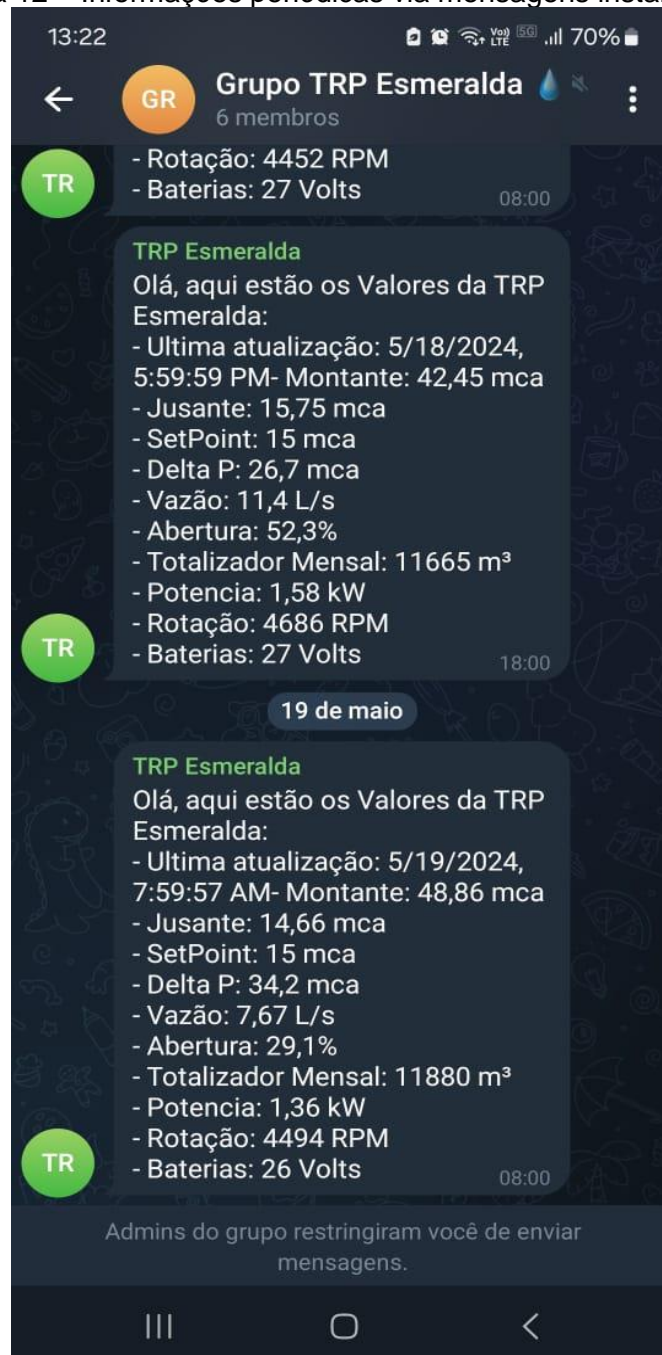 Informações periódicas via mensagens
13:22
Voo) 5G
LTE
70%
GR
Grupo TRP Esmeralda
6 membros
- Rotação: 4452 RPM
TR
- Baterias: 27 Volts
08:00
TRP Esmeralda
Olá, aqui estão os Valores da TRP
Esmeralda:
- Ultima atualização: 5/18/2024,
5:59:59 PM- Montante: 42,45 mca
- Jusante: 15,75 mca
- SetPoint: 15 mca
- Delta P: 26,7 mca
- Vazão: 11,4 L/s
- Abertura: 52,3%
- Totalizador Mensal: 11665 m³
- Potencia: 1,58 kW
- Rotação: 4686 RPM
TR
- Baterias: 27 Volts
18:00
19 de maio
TRP Esmeralda
Olá, aqui estão os Valores da TRP
Esmeralda:
- Ultima atualização: 5/19/2024,
7:59:57 AM- Montante: 48,86 mca
- Jusante: 14,66 mca
- SetPoint: 15 mca
- Delta P: 34,2 mca
- Vazão: 7,67 L/s
- Abertura: 29,1%
- Totalizador Mensal: 11880 m³
- Potencia: 1,36 kW
- Rotação: 4494 RPM
TR
- Baterias: 26 Volts
08:00
Admins do grupo restringiram você de enviar
mensagens.